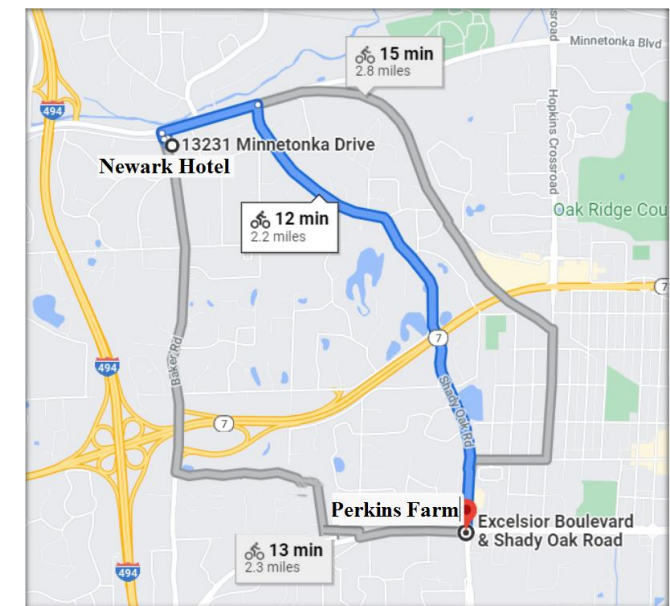 sroad
Minnetonka Blvd
15 min
2.8 miles
494
Hopkins Crossroad
13231 Minnetonka Drive
Newark Hotel
12 min
2.2 miles
Oak Ridge Cou
7
7
Baker Rd
494
Shady Oak Rd
7
Perkins Farm
Excelsior Boulevard
& Shady Oak Road
13 min
2.3 miles
494